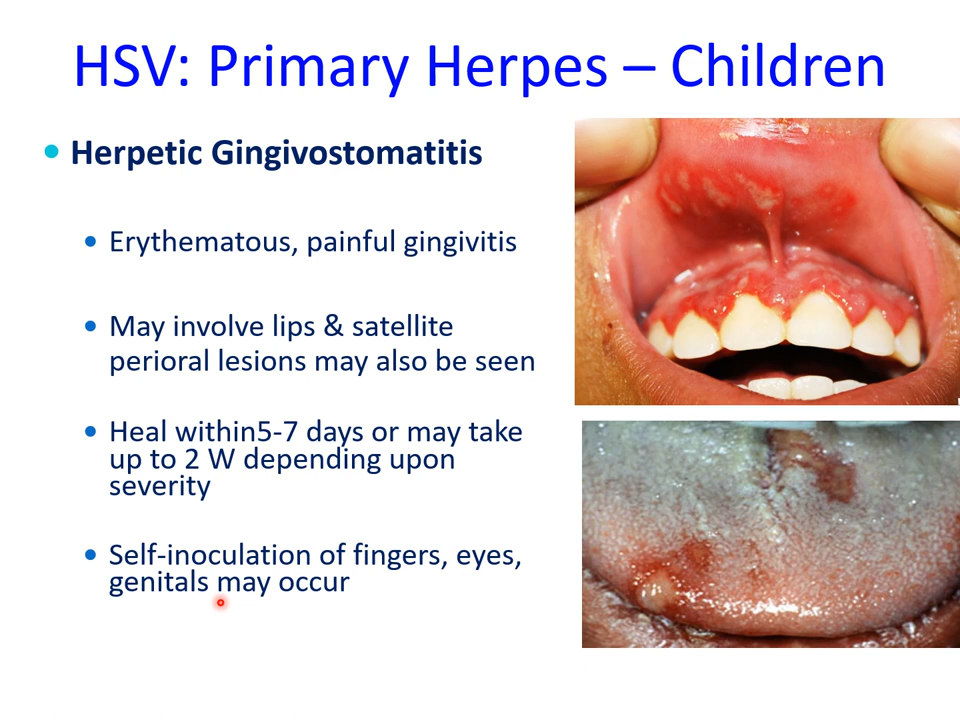 HSV: Primary Herpes – Children
• Herpetic Gingivostomatitis
• Erythematous, painful gingivitis
• May involve lips & satellite
perioral lesions may also be seen
• Heal within5-7 days or may take
up to 2 W depending upon
severity
• Self-inoculation of fingers, eyes,
genitals may occur